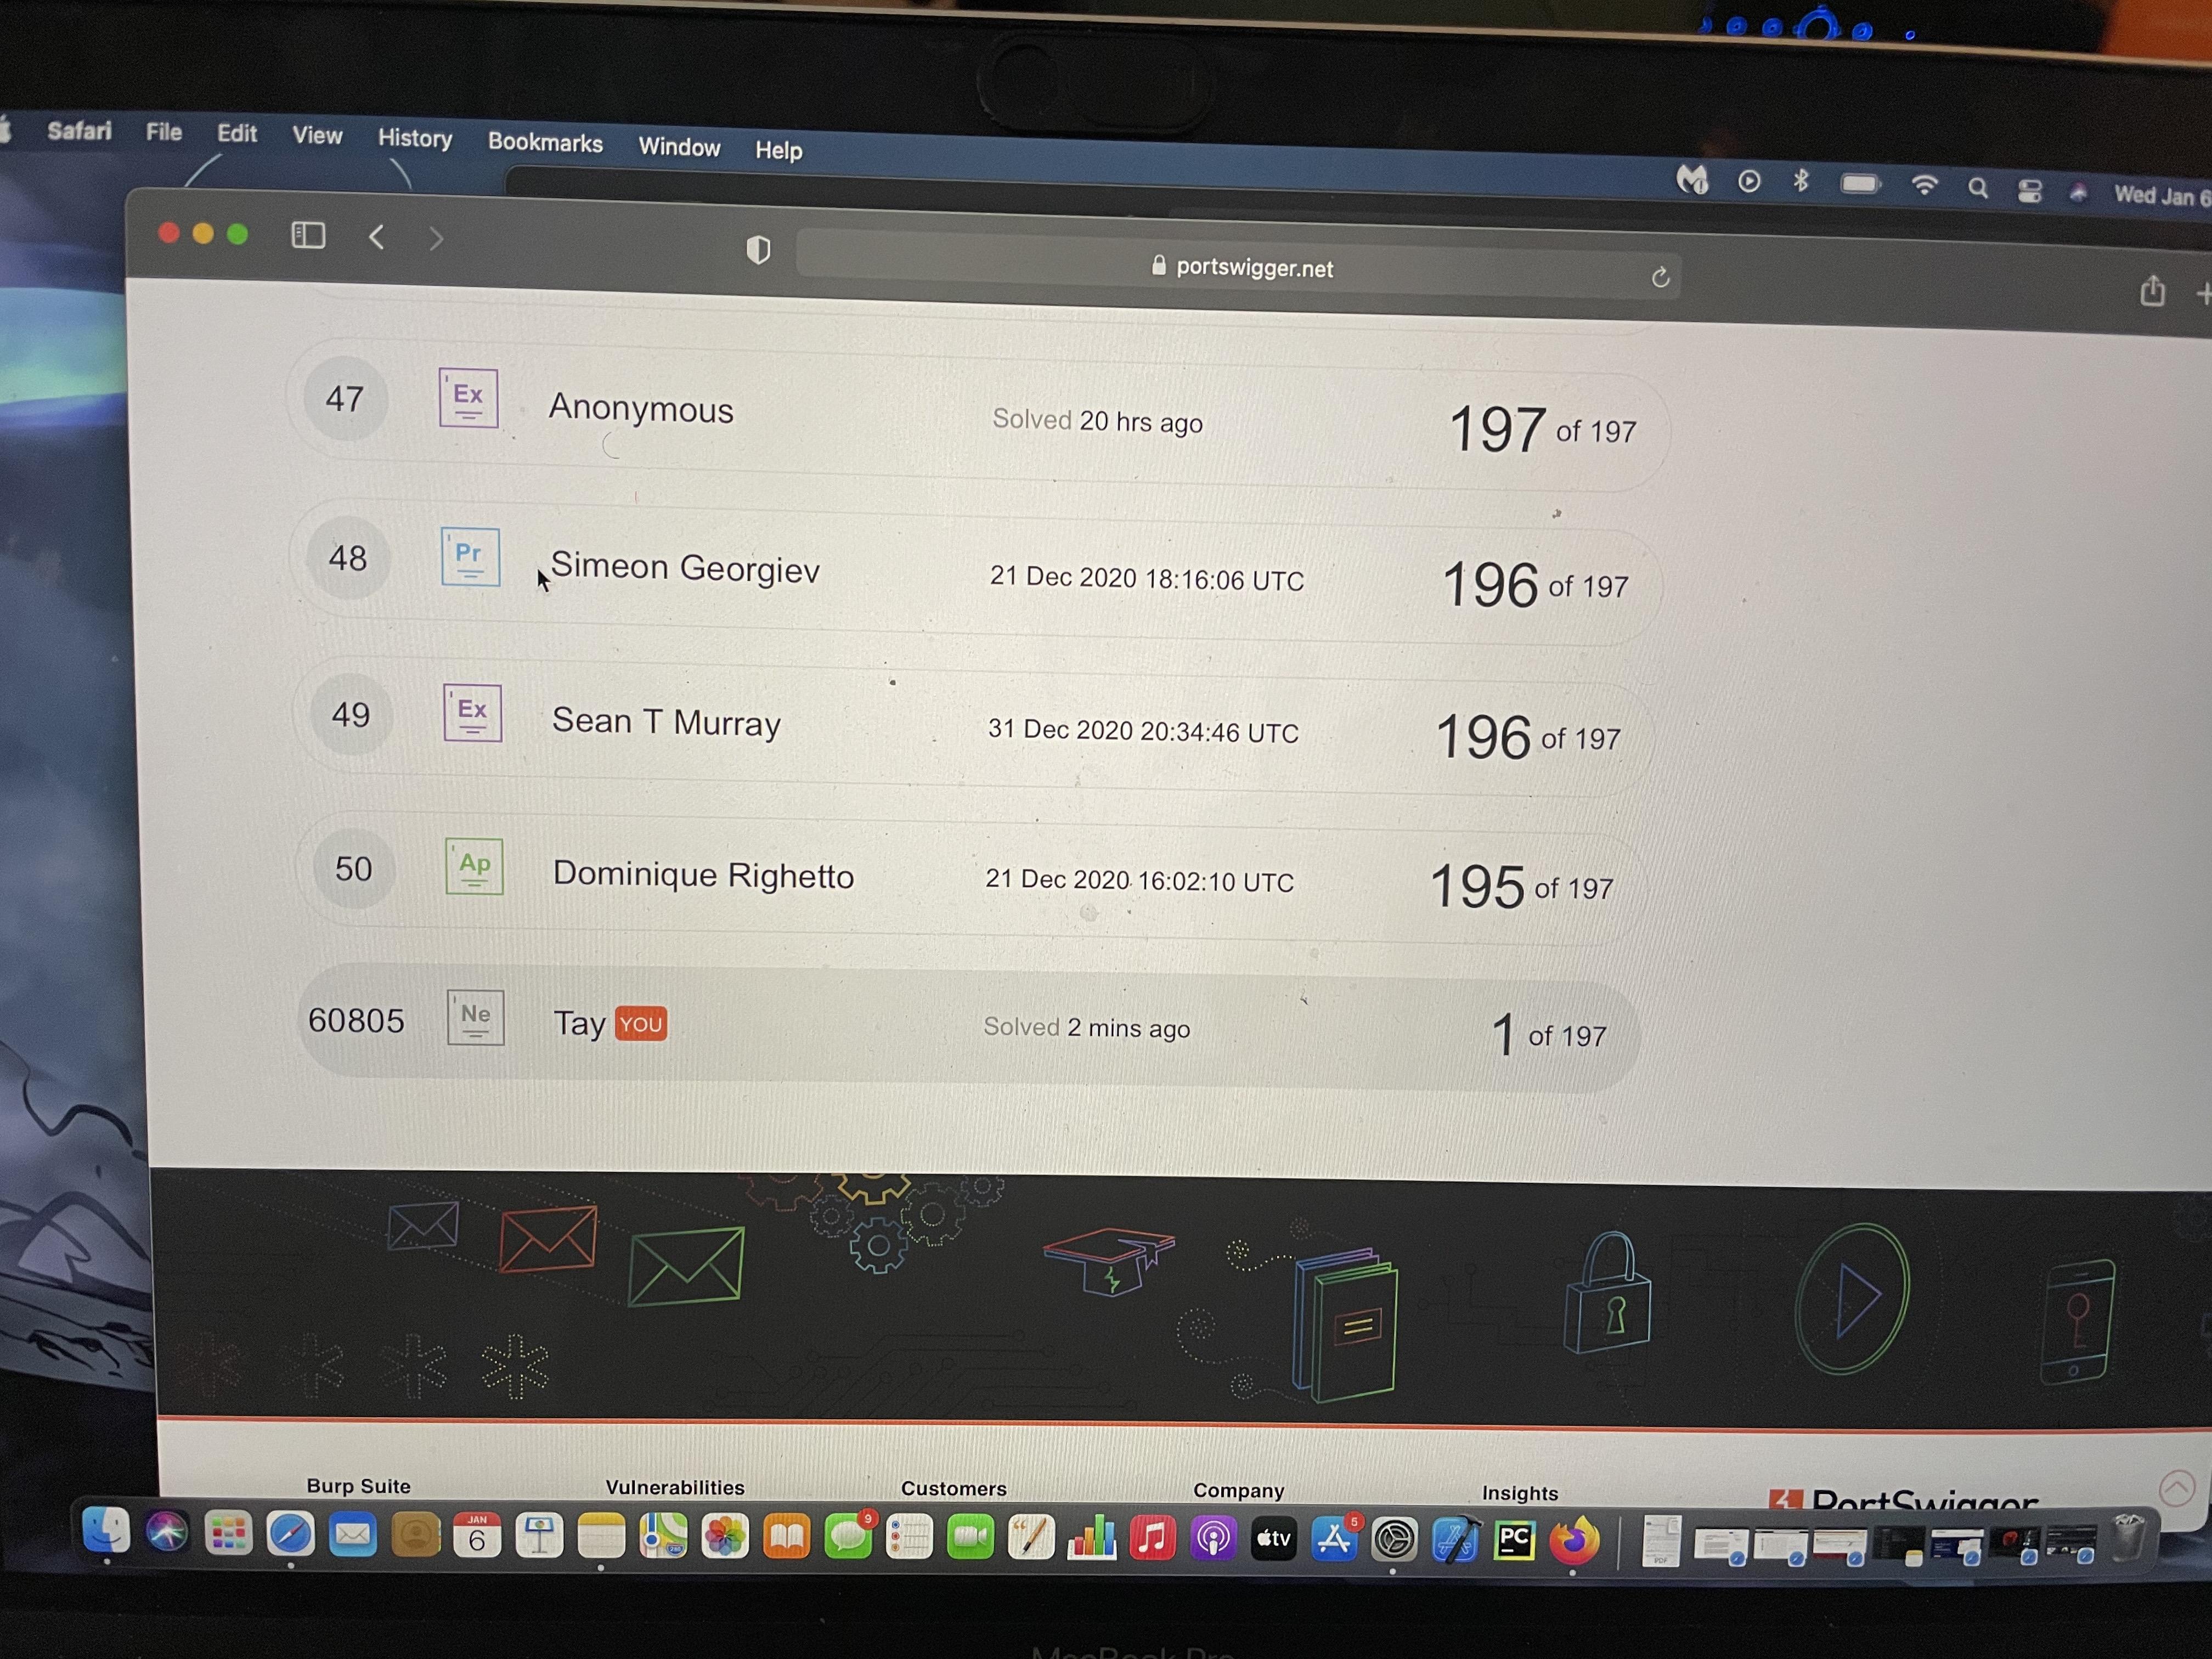 Safari File Edit View History Bookmarks Window Help Wed Jan 6
portswigger.net
47 Ex Anonymous Solved 20 hrs ago 197 of 197
48 Pr Simeon Georgiev 21 Dec 2020 18:16:06 UTC 196 of 197
49 Ex Sean T Murray 31 Dec 2020 20:34:46 UTC 196 of 197
50 Ap Dominique Righetto 21 Dec 2020 16:02:10 UTC 195 of 197
60805 Ne Tay YOU Solved 2 mins ago 1 of 197
Burp Suite Vulnerabilities Customers Company Insights PortSwigger
JAN
6
9
tv
5
PC
PDF
MacBook Pro